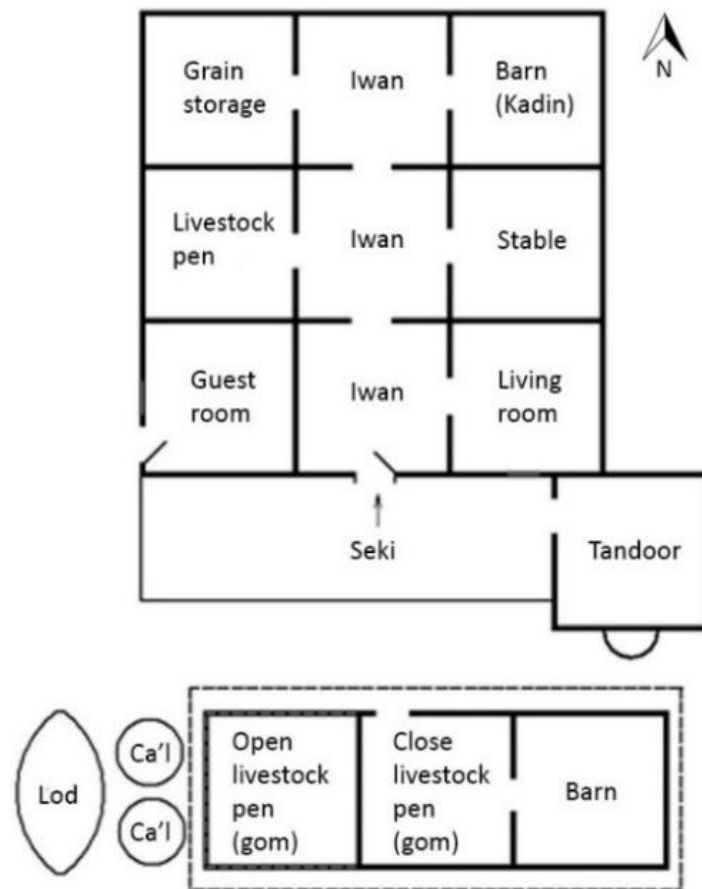 Grain
storage
Iwan
Barn
(Kadin)
N
Livestock
pen
Iwan
Stable
Guest
room
Iwan
Living
room
Seki
Tandoor
Lod
Ca'l
Ca'l
Open
livestock
pen
(gom)
Close
livestock
pen
(gom)
Barn